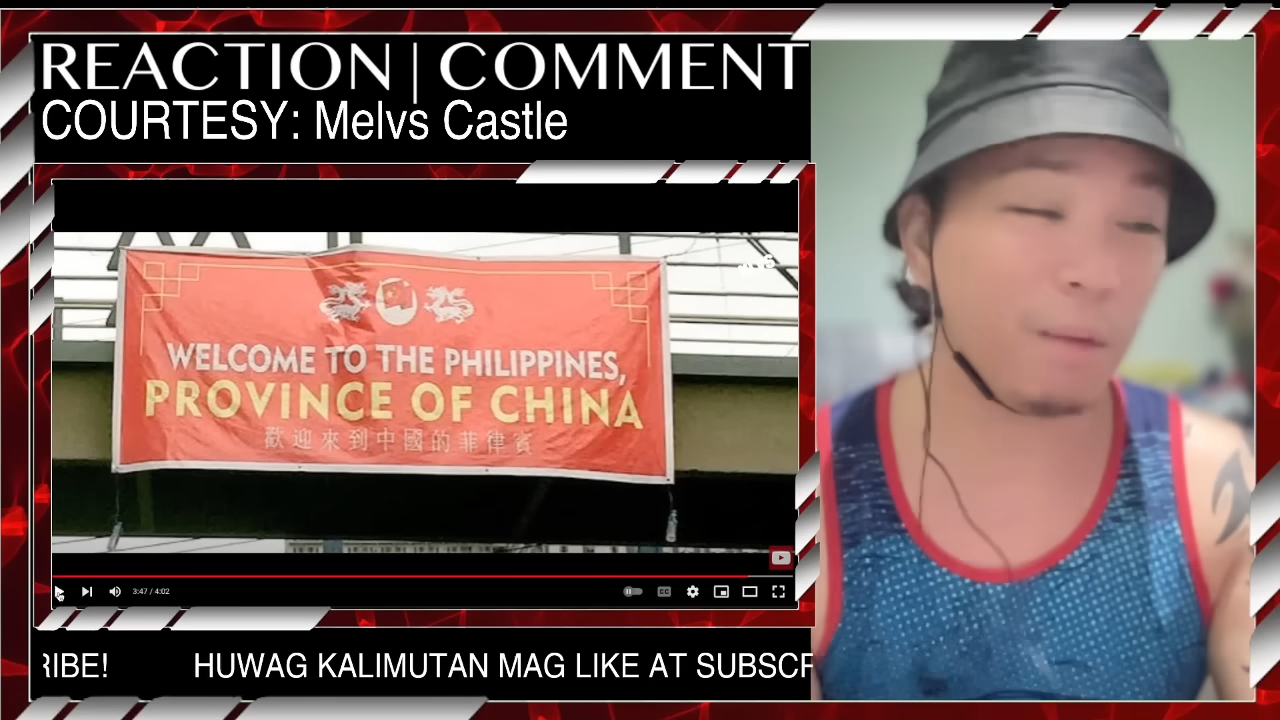 REACTION | COMMENT
COURTESY: Melvs Castle
WELCOME TO THE PHILIPPINES,
PROVINCE OF CHINA
歡迎來到中國的菲律賓
3:47 / 4:02
CC
RIBE! HUWAG KALIMUTAN MAG LIKE AT SUBSCR